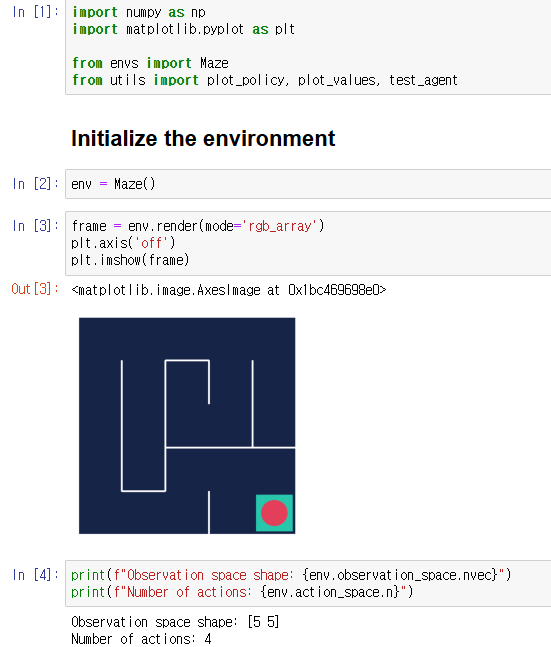 In [1]: import numpy as np
import matplotlib.pyplot as plt
from envs import Maze
from utils import plot_policy, plot_values, test_agent
Initialize the environment
In [2]: env = Maze()
In [3]: frame = env.render(mode='rgb_array')
plt.axis('off')
plt.imshow(frame)
Out[3]: <matplotlib.image.AxesImage at 0x1bc469698e0>
In [4]: print(f"Observation space shape: {env.observation_space.nvec}")
print(f"Number of actions: {env.action_space.n}")
Observation space shape: [5 5]
Number of actions: 4